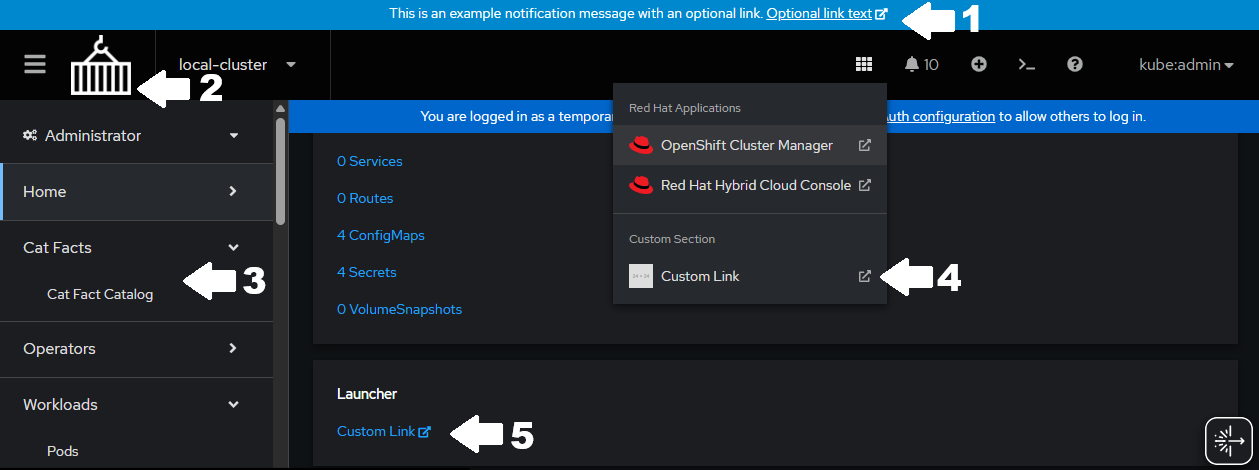 This is an example notification message with an optional link. Optional link text
1
2
local-cluster
10
kube:admin
Administrator
Home
Cat Facts
3
Cat Fact Catalog
Operators
Workloads
Pods
You are logged in as a tempora
uth configuration to allow others to log in.
0 Services
0 Routes
4 ConfigMaps
4 Secrets
0 VolumeSnapshots
Red Hat Applications
OpenShift Cluster Manager
Red Hat Hybrid Cloud Console
Custom Section
24 × 24
Custom Link
4
Launcher
Custom Link
5